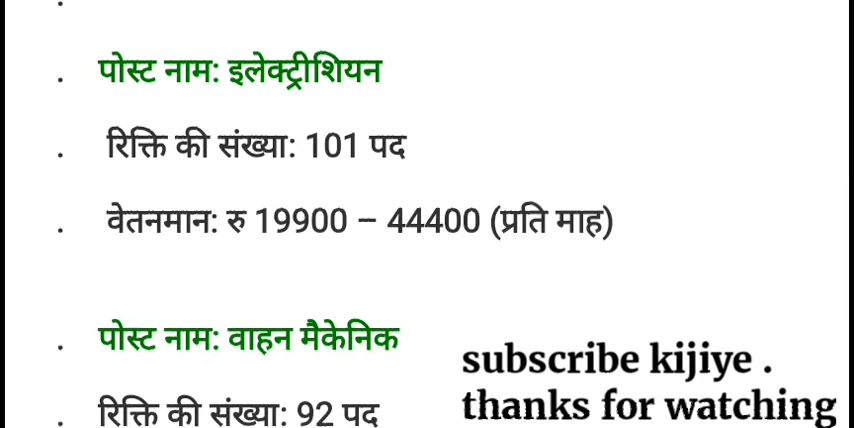 . पोस्ट नाम: इलेक्ट्रीशियन
. रिक्ति की संख्या: 101 पद
. वेतनमान: रु 19900 – 44400 (प्रति माह)
. पोस्ट नाम: वाहन मैकेनिक
. रिक्ति की संख्या: 92 पद
subscribe kijiye .
thanks for watching